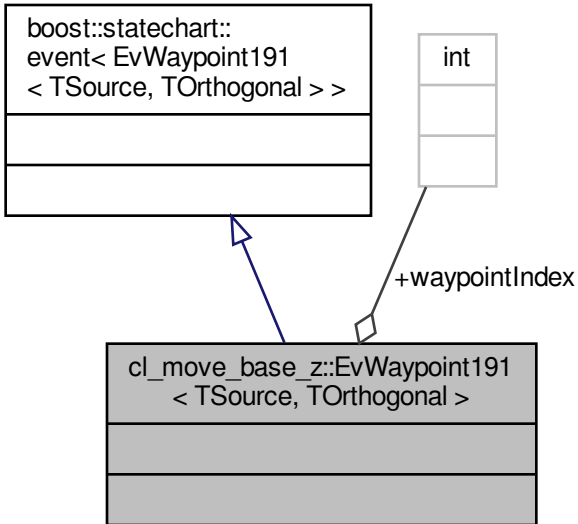 boost::statechart::
event< EvWaypoint191
< TSource, TOrthogonal > >
int
+waypointIndex
cl_move_base_z::EvWaypoint191
< TSource, TOrthogonal >